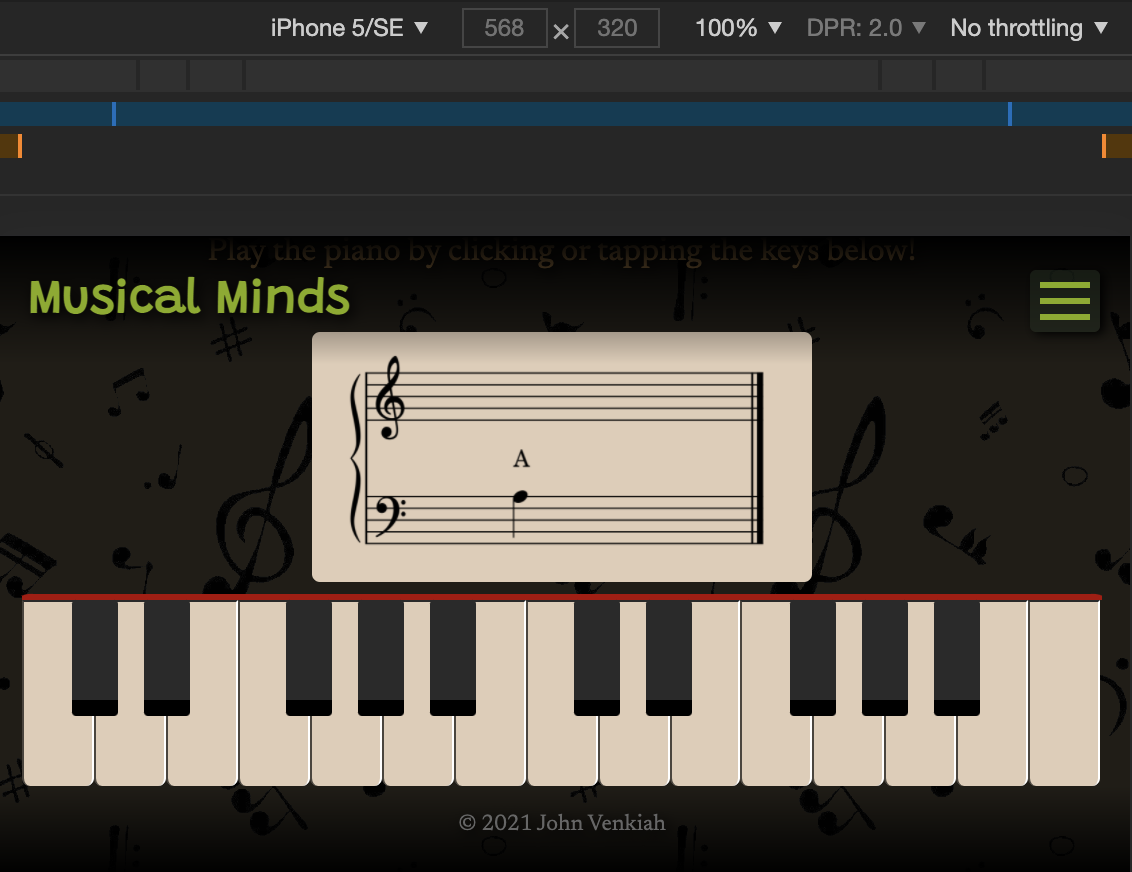 iPhone 5/SE ▼ 568 × 320 100% ▼ DPR: 2.0 ▼ No throttling ▼
Play the piano by clicking or tapping the keys below!
Musical Minds
A
© 2021 John Venkiah